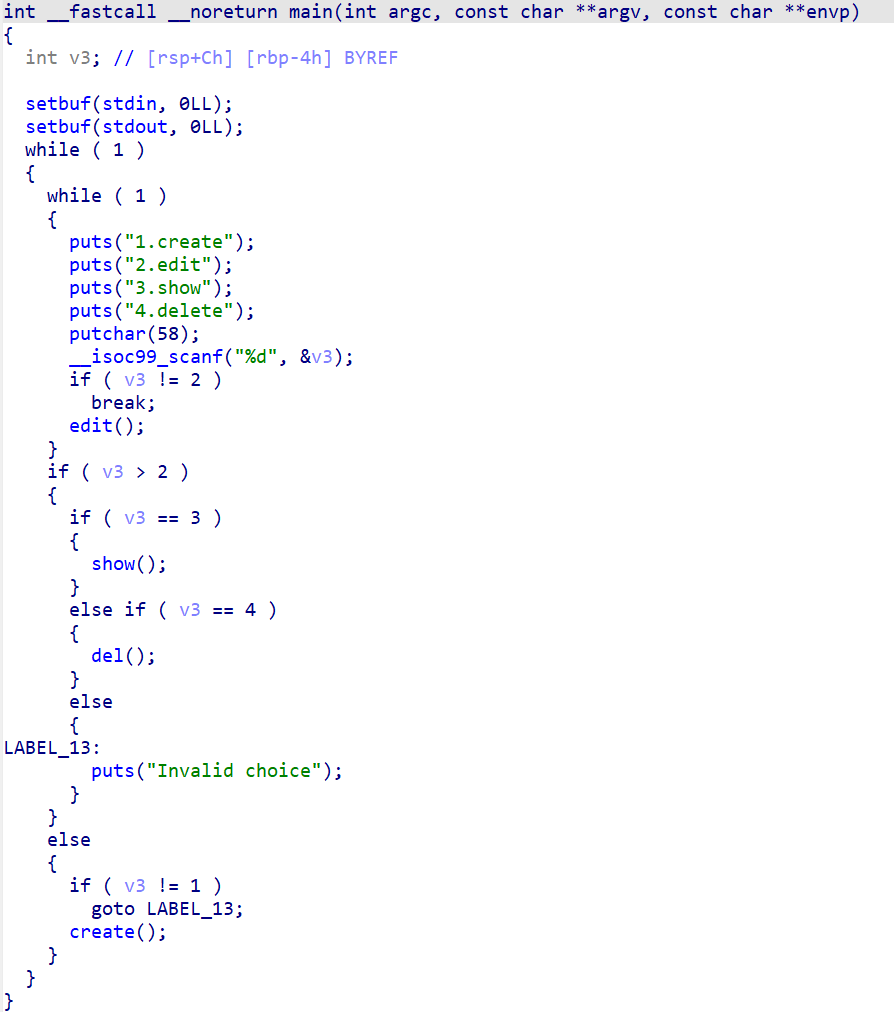 int __fastcall __noreturn main(int argc, const char **argv, const char **envp)
{
  int v3; // [rsp+Ch] [rbp-4h] BYREF

  setbuf(stdin, 0LL);
  setbuf(stdout, 0LL);
  while ( 1 )
  {
    while ( 1 )
    {
      puts("1.create");
      puts("2.edit");
      puts("3.show");
      puts("4.delete");
      putchar(58);
      __isoc99_scanf("%d", &v3);
      if ( v3 != 2 )
        break;
      edit();
    }
    if ( v3 > 2 )
    {
      if ( v3 == 3 )
      {
        show();
      }
      else if ( v3 == 4 )
      {
        del();
      }
      else
      {
LABEL_13:
        puts("Invalid choice");
      }
    }
    else
    {
      if ( v3 != 1 )
        goto LABEL_13;
      create();
    }
  }
}